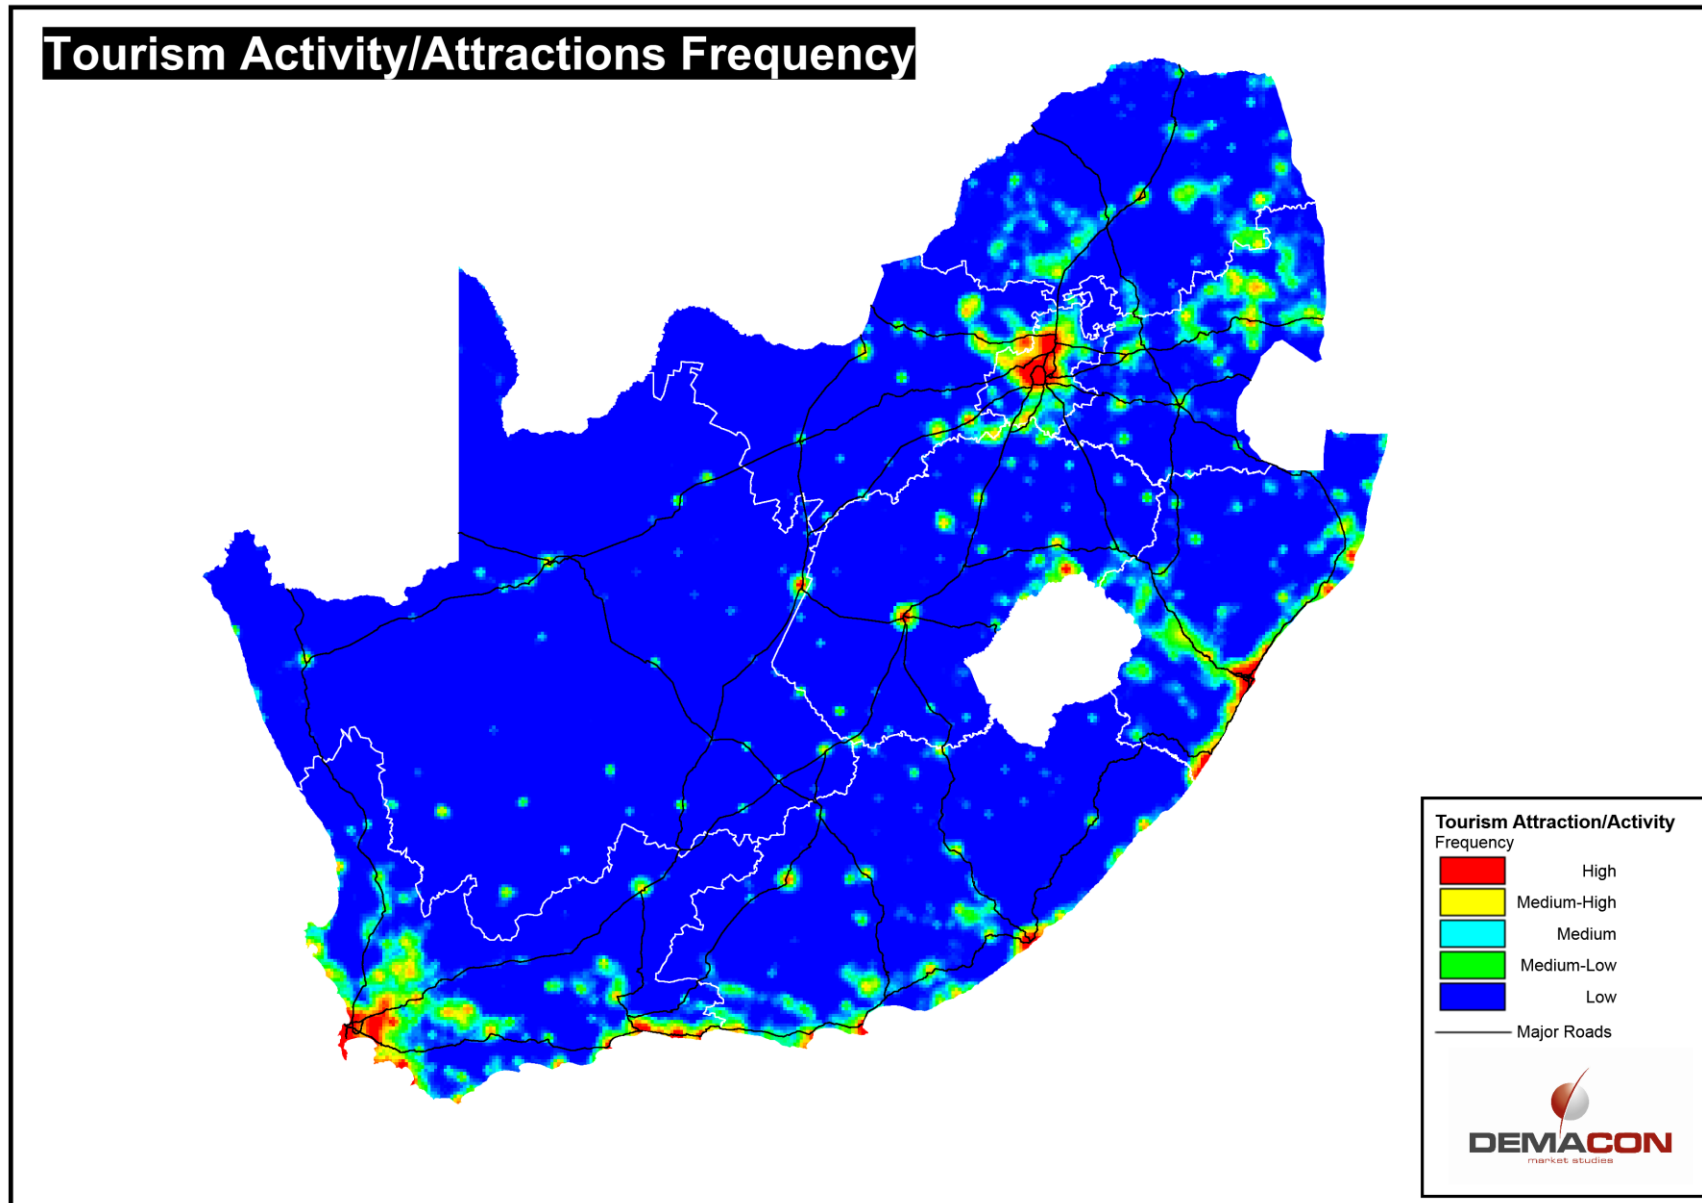 Tourism Activity/Attractions Frequency
Tourism Attraction/Activity
Frequency
High
Medium-High
Medium
Medium-Low
Low
Major Roads
DEMACON
market studies